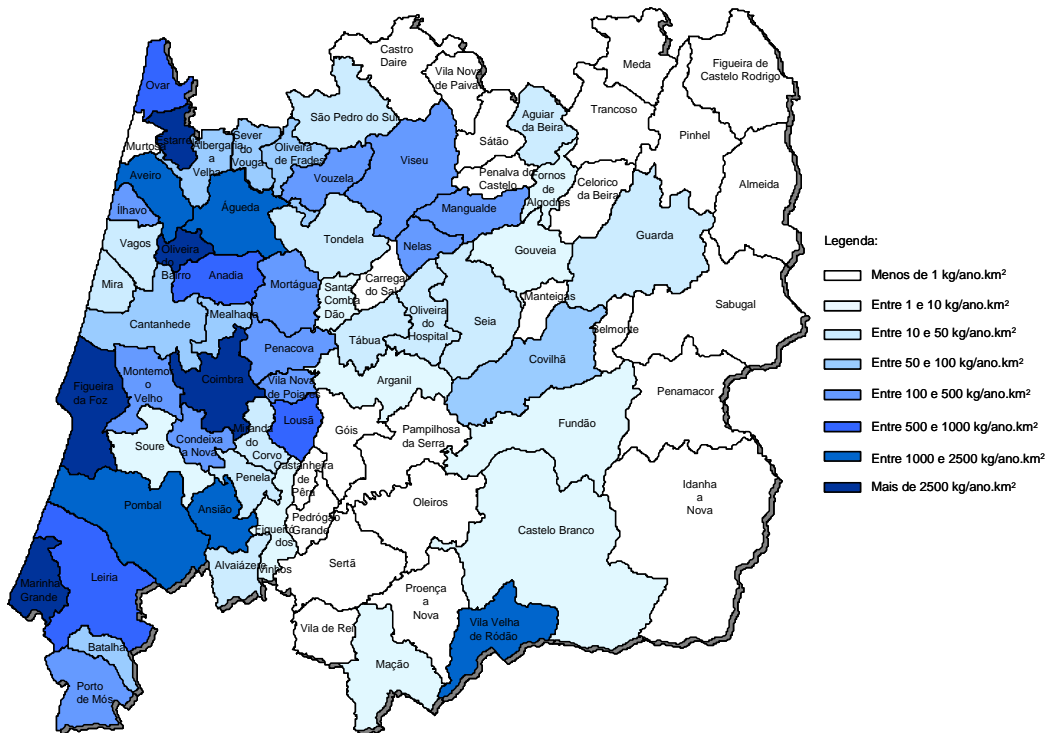 Castro
Daire
Vila Nova
de Paiva
Meda
Figueira de
Castelo Rodrigo
Ovar
São Pedro do Sul
Aguiar
da Beira
Trancoso
Pinhel
Murtosa
Estarreja
Albergaria
a
Velha
Sever
do
Vouga
Oliveira
de Frades
Viseu
Sátão
Aveiro
Vouzela
Penalva do
Castelo
Fornos
de
Algodres
Celorico
da Beira
Almeida
Ílhavo
Águeda
Mangualde
Vagos
Oliveira
do
Bairro
Tondela
Nelas
Gouveia
Guarda
Legenda:
Mira
Anadia
Mortágua
Santa
Comba
Dão
Carrega
do Sal
Manteigas
Menos de 1 kg/ano.km²
Cantanhede
Mealhada
Oliveira
do
Hospital
Seia
Belmonte
Sabugal
Entre 1 e 10 kg/ano.km²
Penacova
Tábua
Covilhã
Entre 10 e 50 kg/ano.km²
Figueira
da Foz
Montemor
o
Velho
Coimbra
Vila Nova
de Poiares
Arganil
Penamacor
Entre 50 e 100 kg/ano.km²
Soure
Condeixa
a Nova
Miranda
do
Corvo
Lousã
Góis
Pampilhosa
da Serra
Fundão
Entre 100 e 500 kg/ano.km²
Entre 500 e 1000 kg/ano.km²
Penela
Castanheira
de
Pêra
Idanha
a
Nova
Entre 1000 e 2500 kg/ano.km²
Mais de 2500 kg/ano.km²
Pombal
Ansião
Figueiró
dos
Vinhos
Pedrógão
Grande
Oleiros
Castelo Branco
Alvaiázere
Sertã
Marinha
Grande
Leiria
Proença
a
Nova
Vila de Rei
Vila Velha
de Ródão
Batalha
Mação
Porto
de Mós